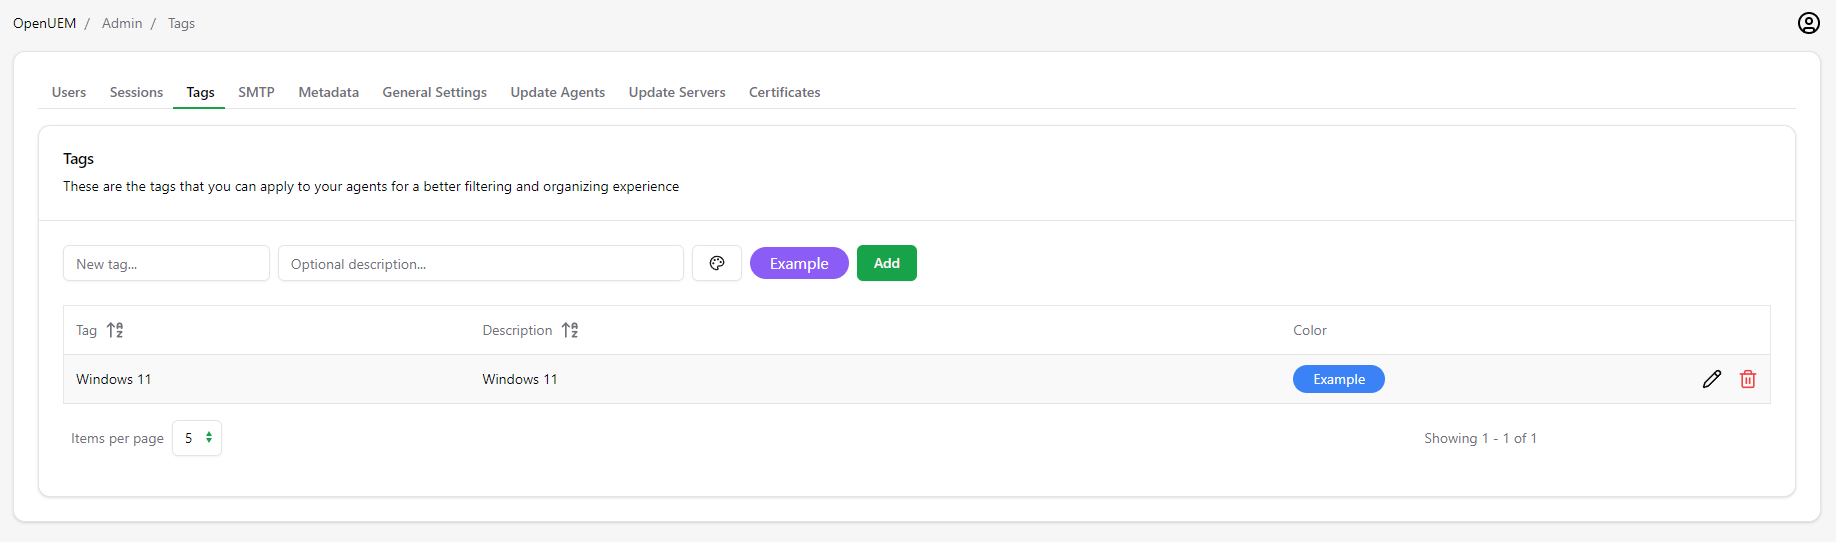 OpenUEM / Admin / Tags
Users Sessions Tags SMTP Metadata General Settings Update Agents Update Servers Certificates
Tags
These are the tags that you can apply to your agents for a better filtering and organizing experience
New tag... Optional description... Example Add
Tag Description Color
Windows 11 Windows 11 Example
Items per page 5 Showing 1 - 1 of 1